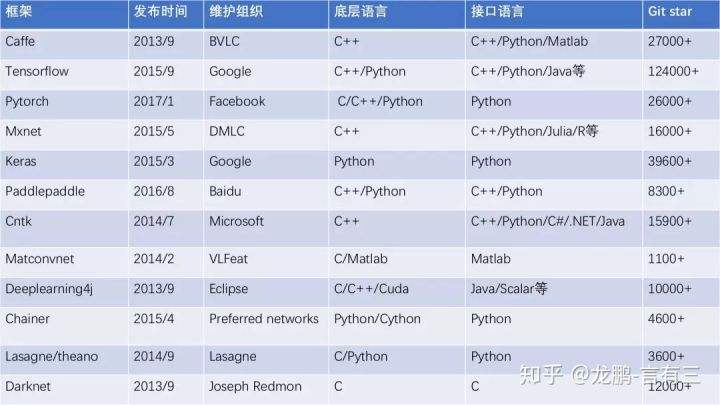 框架 发布时间 维护组织 底层语言 接口语言 Git star
Caffe 2013/9 BVLC C++ C++/Python/Matlab 27000+
Tensorflow 2015/9 Google C++/Python C++/Python/Java等 124000+
Pytorch 2017/1 Facebook C/C++/Python Python 26000+
Mxnet 2015/5 DMLC C++ C++/Python/Julia/R等 16000+
Keras 2015/3 Google Python Python 39600+
Paddlepaddle 2016/8 Baidu C++/Python C++/Python 8300+
Cntk 2014/7 Microsoft C++ C++/Python/C#/.NET/Java 15900+
Matconvnet 2014/2 VLFeat C/Matlab Matlab 1100+
Deeplearning4j 2013/9 Eclipse C/C++/Cuda Java/Scalar等 10000+
Chainer 2015/4 Preferred networks Python/Cython Python 4600+
Lasagne/theano 2014/9 Lasagne C/Python Python 3600+
Darknet 2013/9 Joseph Redmon C C 12000+
知乎 @龙鹏-言有三